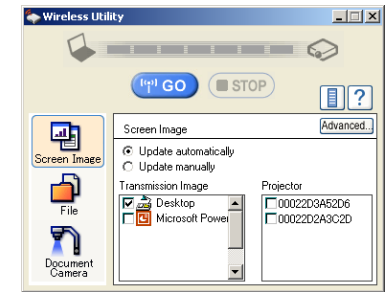 Wireless Utility
GO
STOP
?
Screen Image
Advanced...
Update automatically
Update manually
Transmission Image
Projector
Desktop
Microsoft Power
00022D3A52D6
00022D2A3C2D
Screen Image
File
Document
Camera